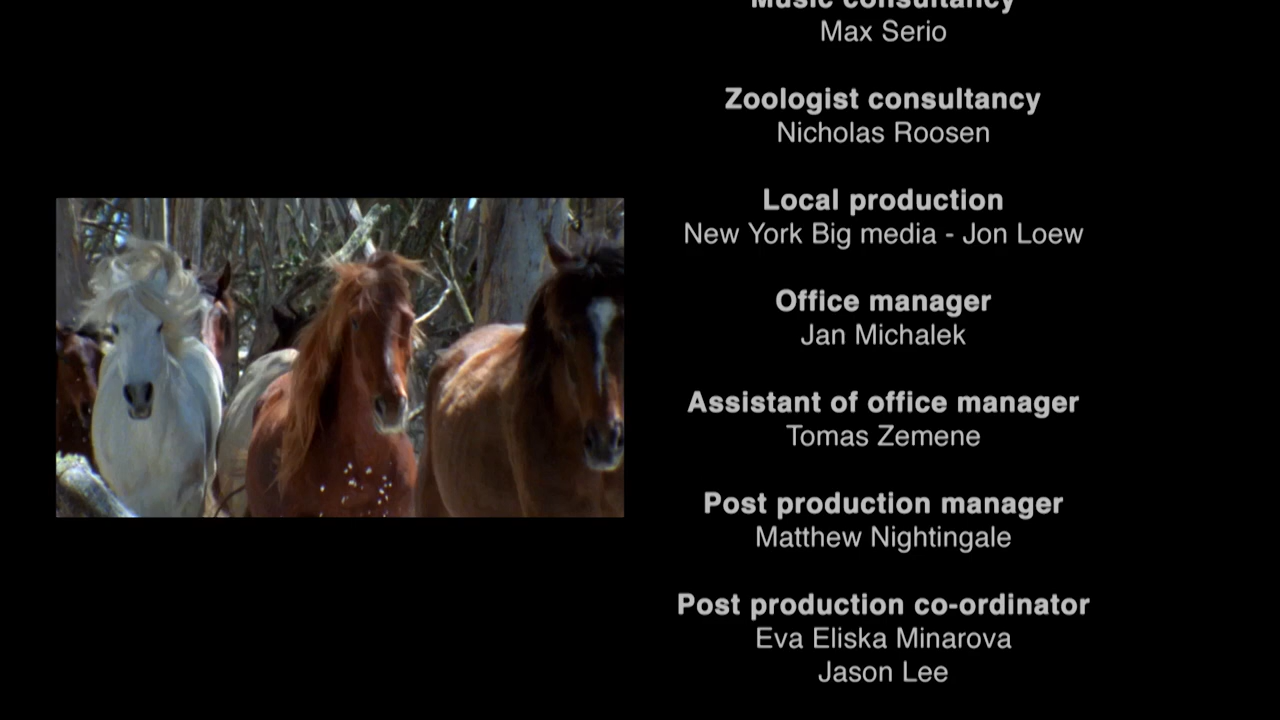 Music consultancy
Max Serio
Zoologist consultancy
Nicholas Roosen
Local production
New York Big media - Jon Loew
Office manager
Jan Michalek
Assistant of office manager
Tomas Zemene
Post production manager
Matthew Nightingale
Post production co-ordinator
Eva Eliska Minarova
Jason Lee